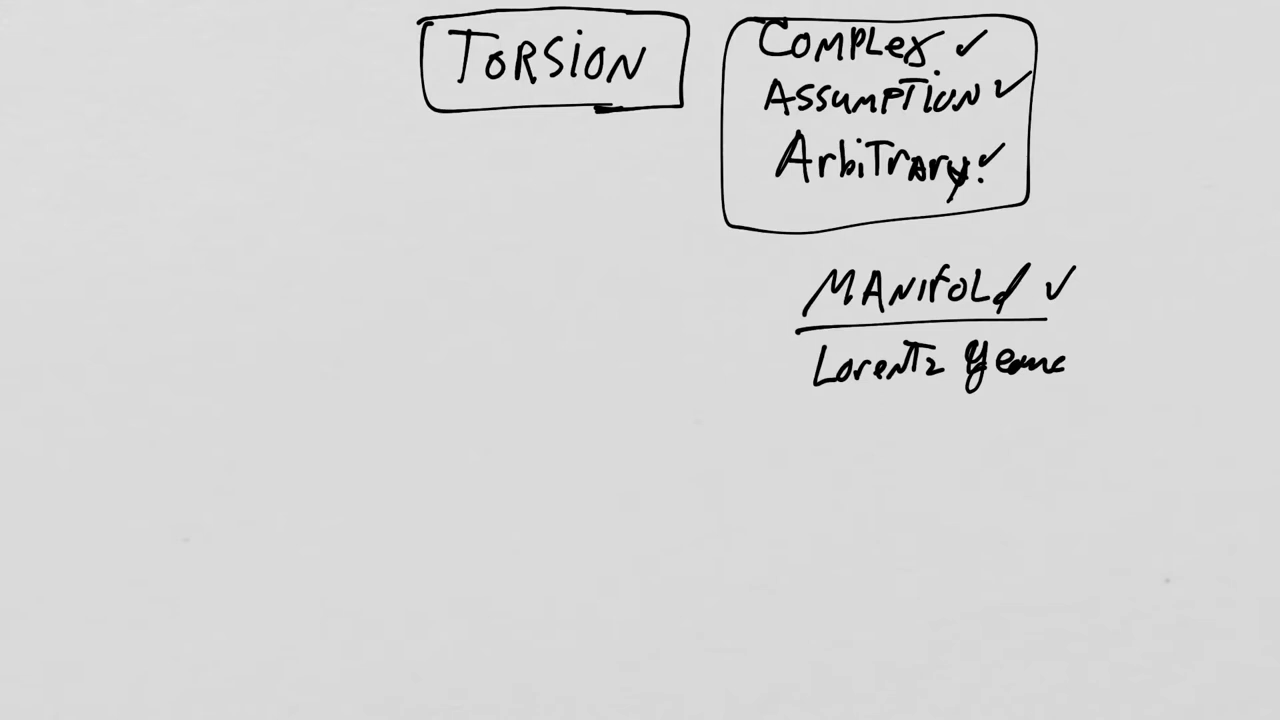 TORSiON
COMPLex ✓
ASSUMPTiON ✓
ArbiTrAry ✓
MANifOLd ✓
LorenTz